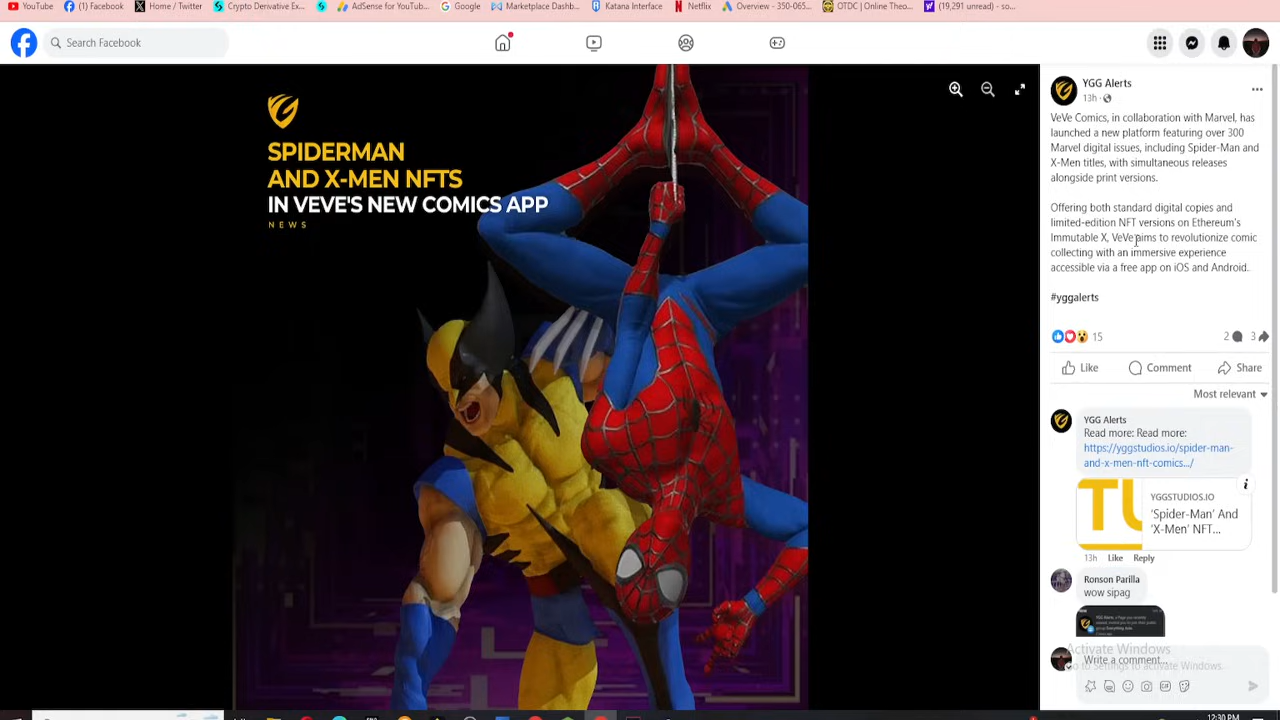 YouTube
(1) Facebook
Home / Twitter
Crypto Derivative Ex...
AdSense for YouTub...
Google
Marketplace Dashb...
Katana Interface
Netflix
Overview - 350-065...
OTDC | Online Theo...
(19,291 unread) - so...
Search Facebook
SPIDERMAN
AND X-MEN NFTS
IN VEVE'S NEW COMICS APP
NEWS
YGG Alerts
13h ·
VeVe Comics, in collaboration with Marvel, has
launched a new platform featuring over 300
Marvel digital issues, including Spider-Man and
X-Men titles, with simultaneous releases
alongside print versions.
Offering both standard digital copies and
limited-edition NFT versions on Ethereum's
Immutable X, VeVe aims to revolutionize comic
collecting with an immersive experience
accessible via a free app on iOS and Android.
#yggalerts
15
2
3
Like
Comment
Share
Most relevant
YGG Alerts
Read more: Read more:
https://yggstudios.io/spider-man-
and-x-men-nft-comics.../
TU
YGGSTUDIOS.IO
'Spider-Man' And
'X-Men' NFT...
13h Like Reply
Ronson Parilla
wow sipag
Activate Windows
Go to Settings to activate Windows.
Write a comment...
GIF
12:30 PM